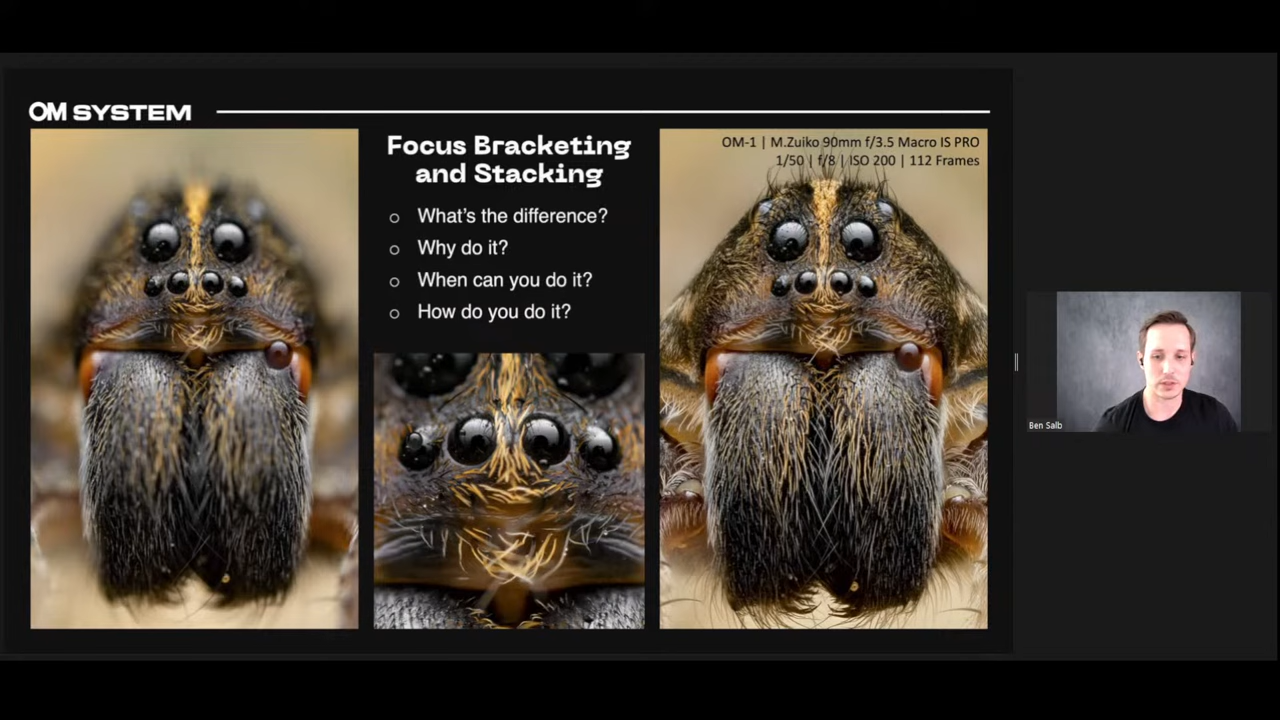 OM SYSTEM
Focus Bracketing
and Stacking
What's the difference?
Why do it?
When can you do it?
How do you do it?
OM-1 | M.Zuiko 90mm f/3.5 Macro IS PRO
1/50 | f/8 | ISO 200 | 112 Frames
Ben Salb